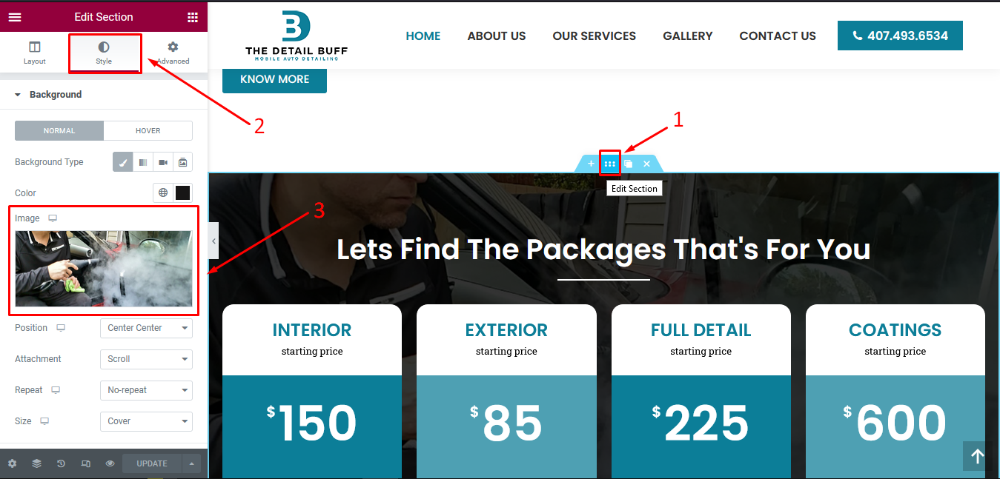 Edit Section
Layout
Style
Advanced
Background
NORMAL
HOVER
Background Type
Color
Image
Position
Center Center
Attachment
Scroll
Repeat
No-repeat
Size
Cover
UPDATE
THE DETAIL BUFF
MOBILE AUTO DETAILING
HOME ABOUT US OUR SERVICES GALLERY CONTACT US 407.493.6534
KNOW MORE
1
2
3
Edit Section
Lets Find The Packages That's For You
INTERIOR
starting price
$150
EXTERIOR
starting price
$85
FULL DETAIL
starting price
$225
COATINGS
starting price
$600